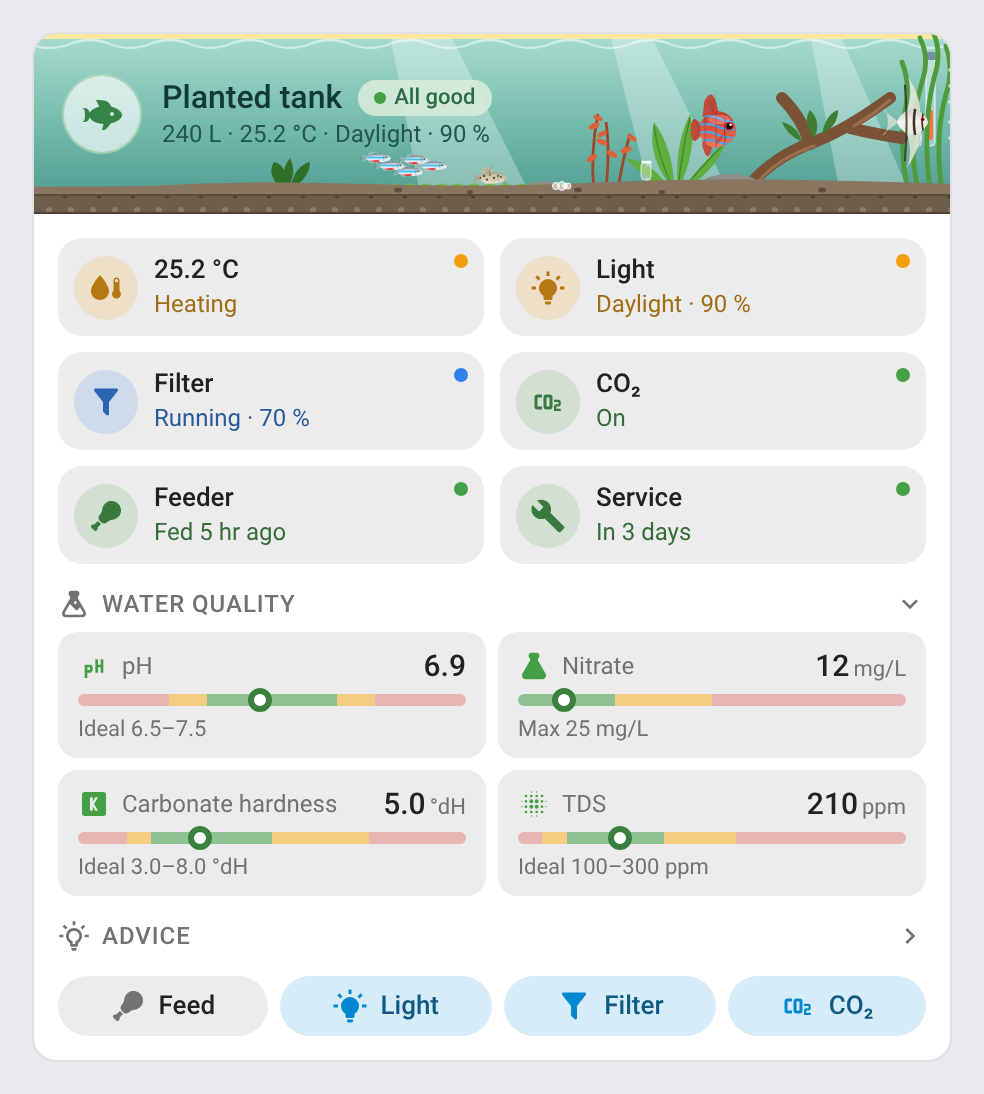 Planted tank
All good
240 L · 25.2 °C · Daylight · 90 %
25.2 °C
Heating
Light
Daylight · 90 %
Filter
Running · 70 %
CO₂
CO₂
On
Feeder
Fed 5 hr ago
Service
In 3 days
WATER QUALITY
pH pH 6.9
Ideal 6.5–7.5
Nitrate 12 mg/L
Max 25 mg/L
K Carbonate hardness 5.0 °dH
Ideal 3.0–8.0 °dH
TDS 210 ppm
Ideal 100–300 ppm
ADVICE
Feed
Light
Filter
CO₂ CO₂